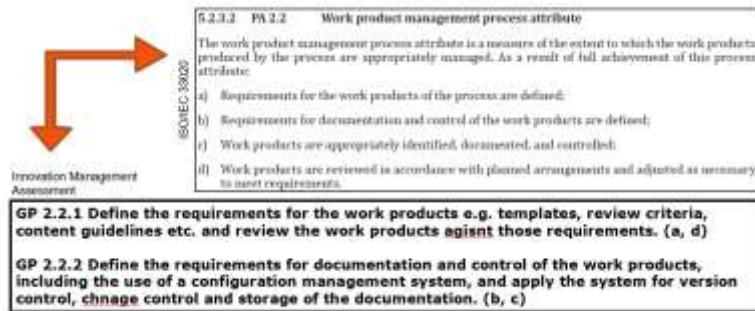 5.2.3.2 PA 2.2 Work product management process attribute
The work product management process attribute is a measure of the extent to which the work products
produced by the process are appropriately managed. As a result of full achievement of this process
attribute:
a) Requirements for the work products of the process are defined;
b) Requirements for documentation and control of the work products are defined;
c) Work products are appropriately identified, documented, and controlled;
d) Work products are reviewed in accordance with planned arrangements and adjusted as necessary
to meet requirements.
ISO/IEC 33020
Innovation Management
Assessment
GP 2.2.1 Define the requirements for the work products e.g. templates, review criteria,
content guidelines etc. and review the work products agisnt those requirements. (a, d)
GP 2.2.2 Define the requirements for documentation and control of the work products,
including the use of a configuration management system, and apply the system for version
control, chnage control and storage of the documentation. (b, c)